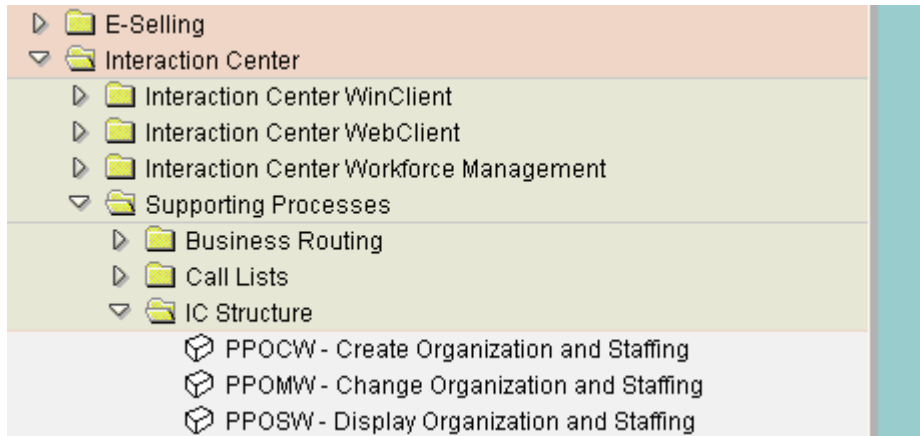 E-Selling
Interaction Center
Interaction Center WinClient
Interaction Center WebClient
Interaction Center Workforce Management
Supporting Processes
Business Routing
Call Lists
IC Structure
PPOCW - Create Organization and Staffing
PPOMW - Change Organization and Staffing
PPOSW - Display Organization and Staffing